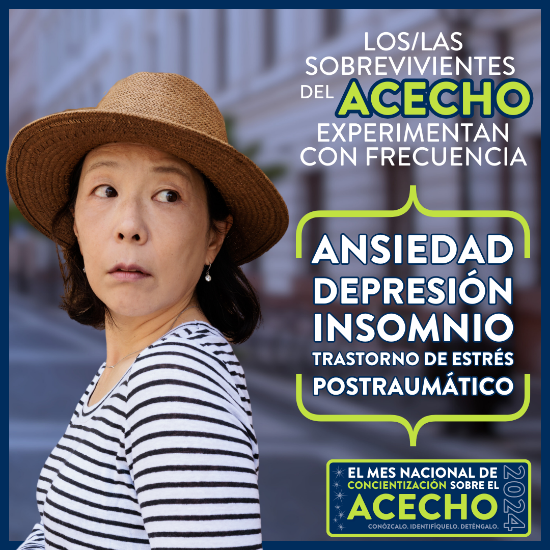 LOS/LAS
SOBREVIVIENTES
DEL ACECHO
EXPERIMENTAN
CON FRECUENCIA
ANSIEDAD
DEPRESIÓN
INSOMNIO
TRASTORNO DE ESTRÉS
POSTRAUMÁTICO
EL MES NACIONAL DE
CONCIENTIZACIÓN SOBRE EL
ACECHO
CONÓZCALO. IDENTIFÍQUELO. DETÉNGALO.
2024